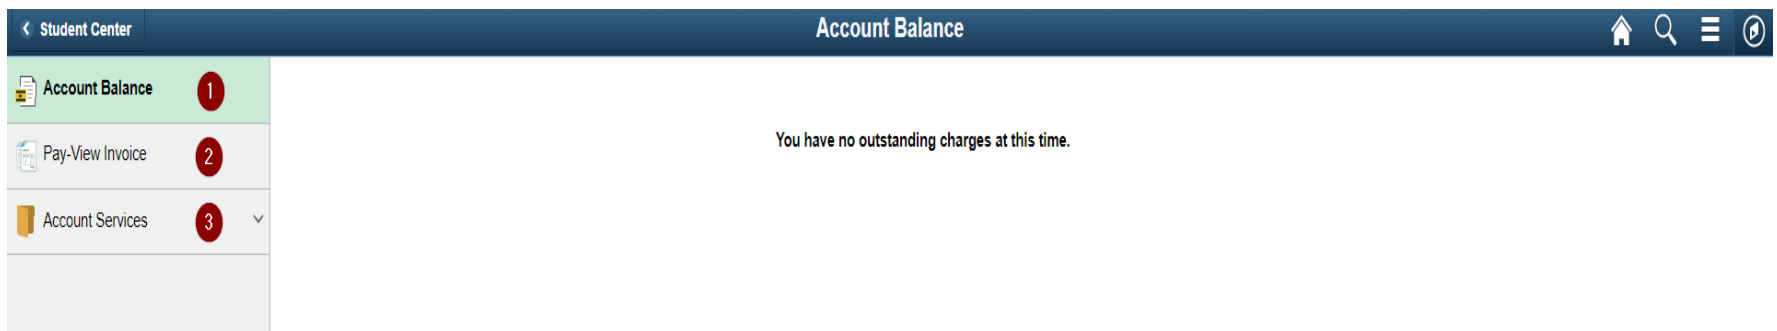 Student Center
Account Balance
Account Balance 1
Pay-View Invoice 2
Account Services 3
You have no outstanding charges at this time.